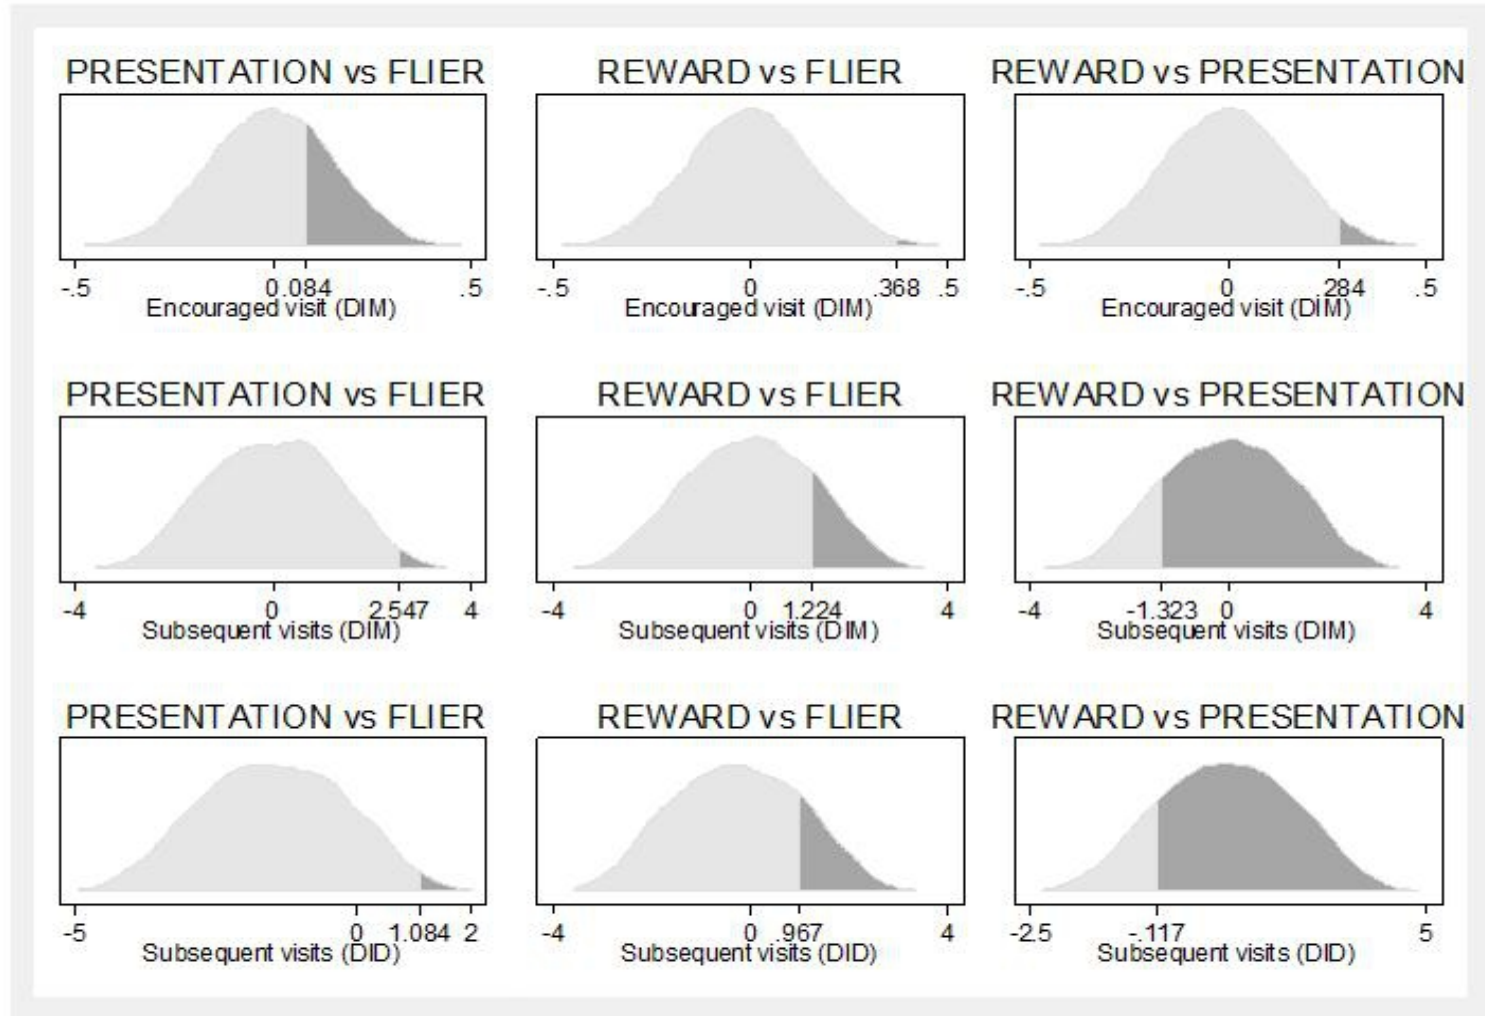 PRESENTATION vs FLIER REWARD vs FLIER REWARD vs PRESENTATION
-.5 0 .084 .5 -.5 0 .368 .5 -.5 0 .284 .5
Encouraged visit (DIM) Encouraged visit (DIM) Encouraged visit (DIM)
PRESENTATION vs FLIER REWARD vs FLIER REWARD vs PRESENTATION
-4 0 2.547 4 -4 0 1.224 4 -4 -1.323 0 4
Subsequent visits (DIM) Subsequent visits (DIM) Subsequent visits (DIM)
PRESENTATION vs FLIER REWARD vs FLIER REWARD vs PRESENTATION
-5 0 1.084 2 -4 0 .967 4 -2.5 -.117 5
Subsequent visits (DID) Subsequent visits (DID) Subsequent visits (DID)